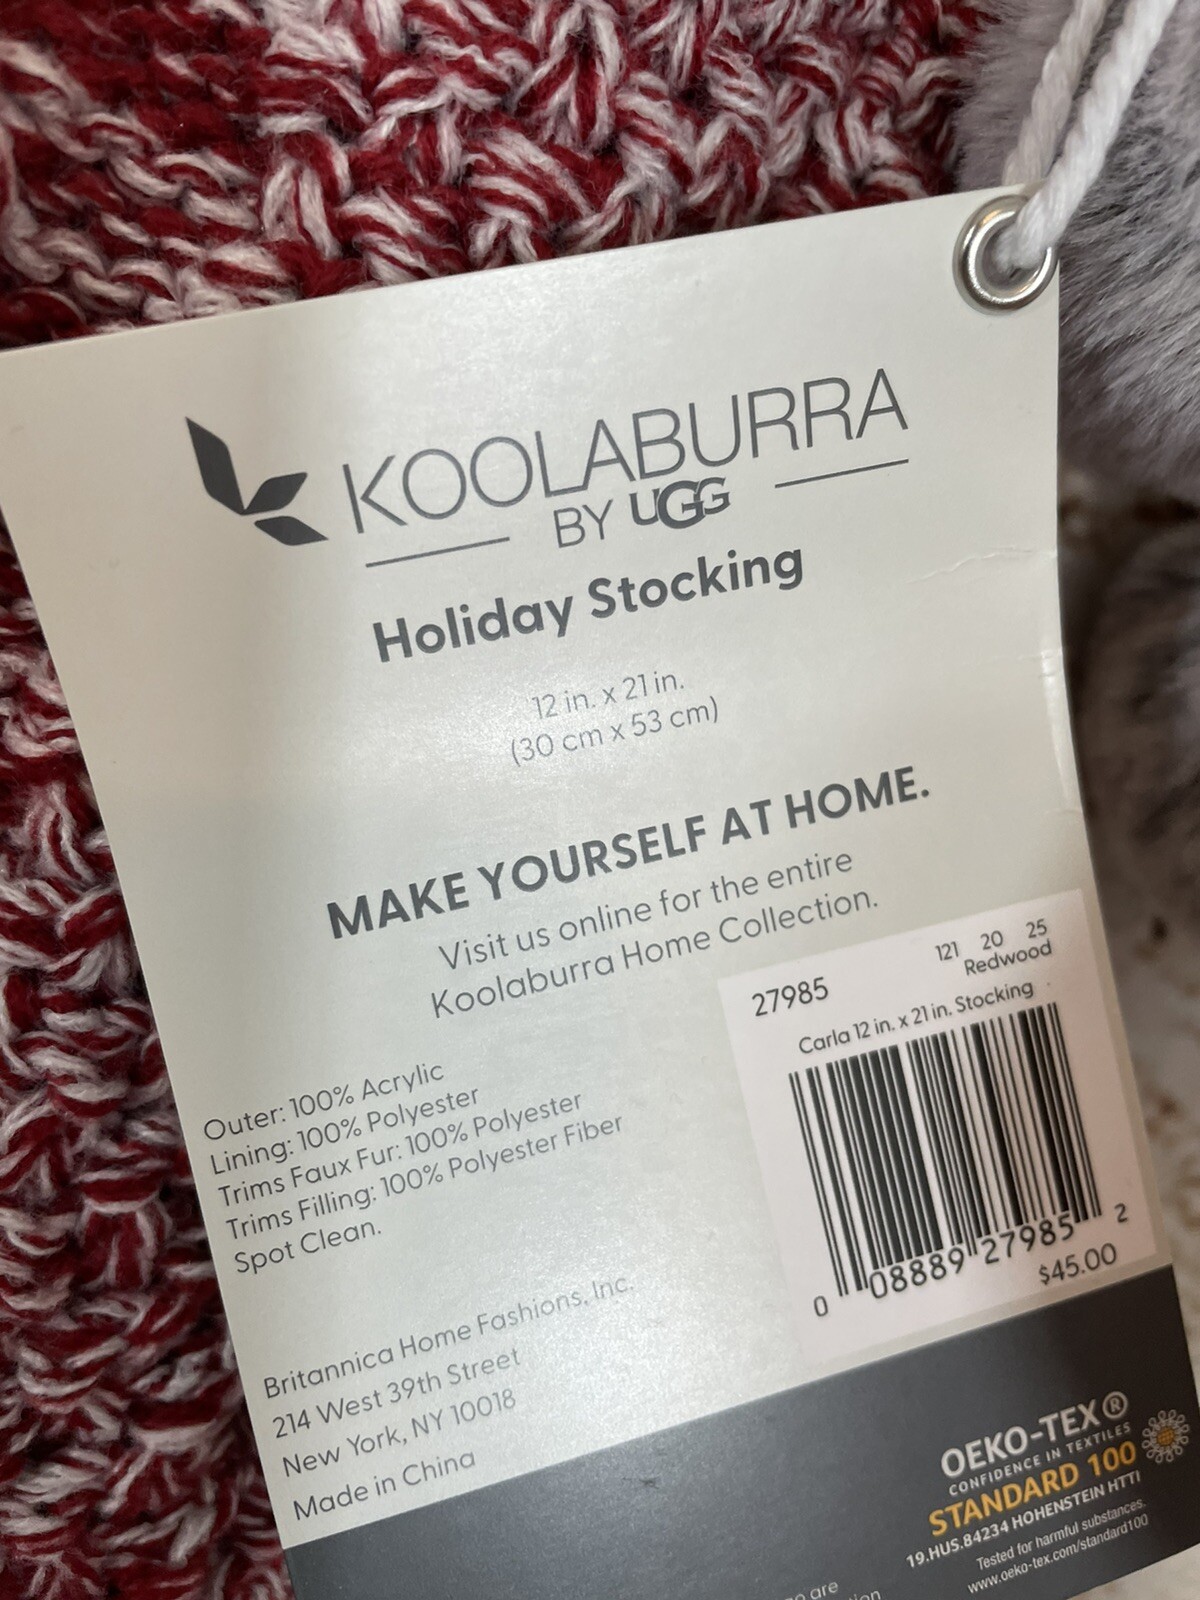 KOOLABURRA
BY UGG
Holiday Stocking
12 in. x 21 in.
(30 cm x 53 cm)
MAKE YOURSELF AT HOME.
Visit us online for the entire
Koolaburra Home Collection.
121 20 25
27985 Redwood
Carla 12 in. x 21 in. Stocking
0 08889 27985 2
$45.00
Outer: 100% Acrylic
Lining: 100% Polyester
Trims Faux Fur: 100% Polyester
Trims Filling: 100% Polyester Fiber
Spot Clean.
Britannica Home Fashions, Inc.
214 West 39th Street
New York, NY 10018
Made in China
OEKO-TEX®
CONFIDENCE IN TEXTILES
STANDARD 100
19.HUS.84234 HOHENSTEIN HTTI
Tested for harmful substances.
www.oeko-tex.com/standard100
are